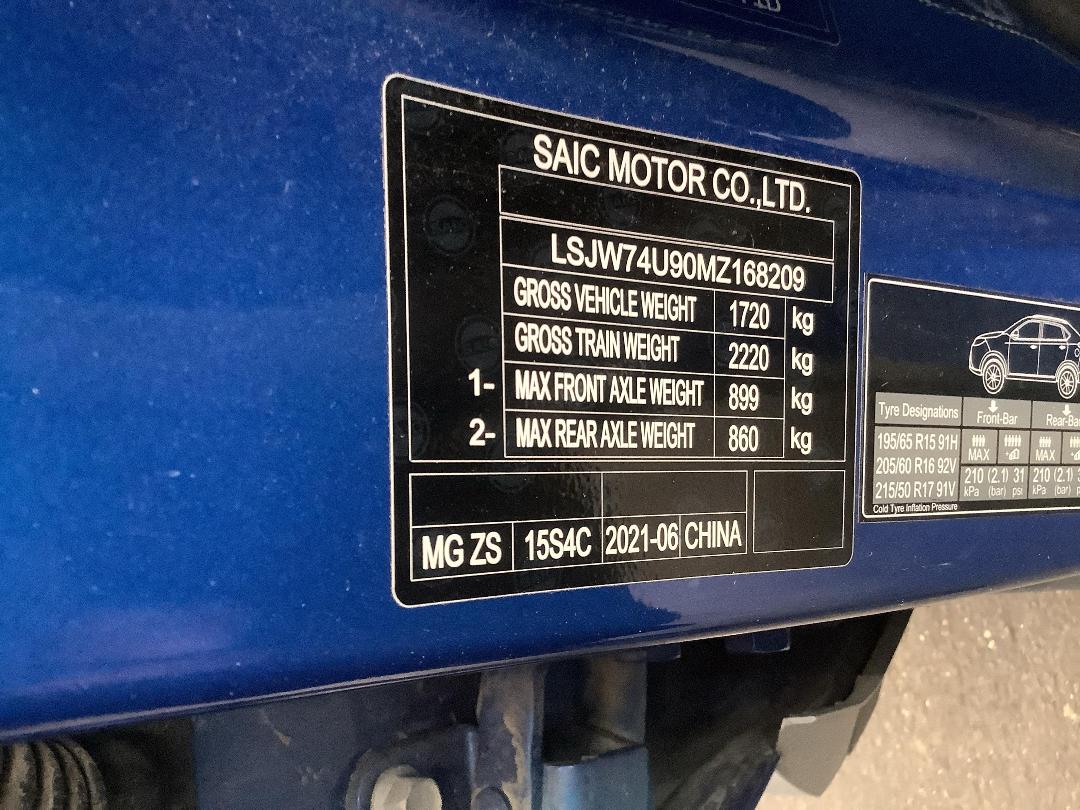 SAIC MOTOR CO.,LTD.
LSJW74U90MZ168209
GROSS VEHICLE WEIGHT 1720 kg
GROSS TRAIN WEIGHT 2220 kg
1- MAX FRONT AXLE WEIGHT 899 kg
2- MAX REAR AXLE WEIGHT 860 kg
MG ZS 15S4C 2021-06 CHINA
Tyre Designations Front-Bar Rear-Bar
195/65 R15 91H MAX MAX
205/60 R16 92V 210 (2.1) 31 210 (2.1)
215/50 R17 91V kPa (bar) psi kPa (bar)
Cold Tyre Inflation Pressure